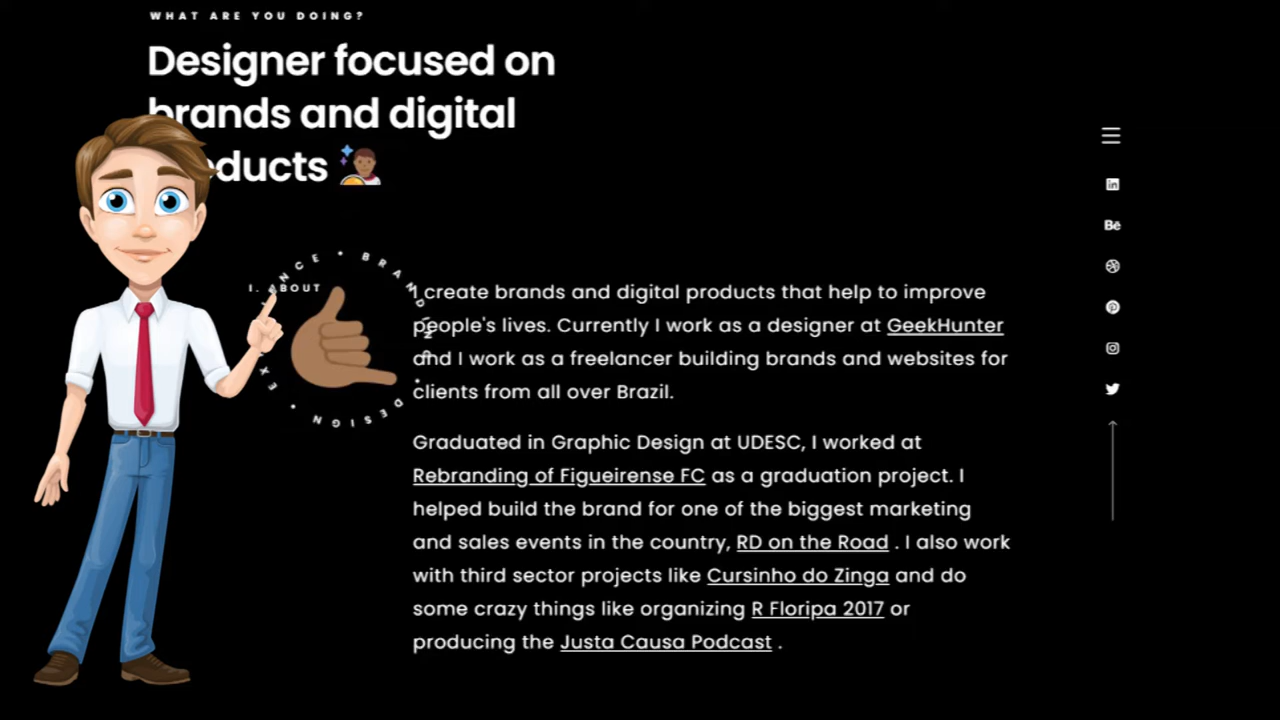 WHAT ARE YOU DOING?
Designer focused on
brands and digital
oducts
I. ABOUT
BRAND
DESIGN
I create brands and digital products that help to improve
people's lives. Currently I work as a designer at GeekHunter
and I work as a freelancer building brands and websites for
clients from all over Brazil.
Graduated in Graphic Design at UDESC, I worked at
Rebranding of Figueirense FC as a graduation project. I
helped build the brand for one of the biggest marketing
and sales events in the country, RD on the Road . I also work
with third sector projects like Cursinho do Zinga and do
some crazy things like organizing R Floripa 2017 or
producing the Justa Causa Podcast .
Bē